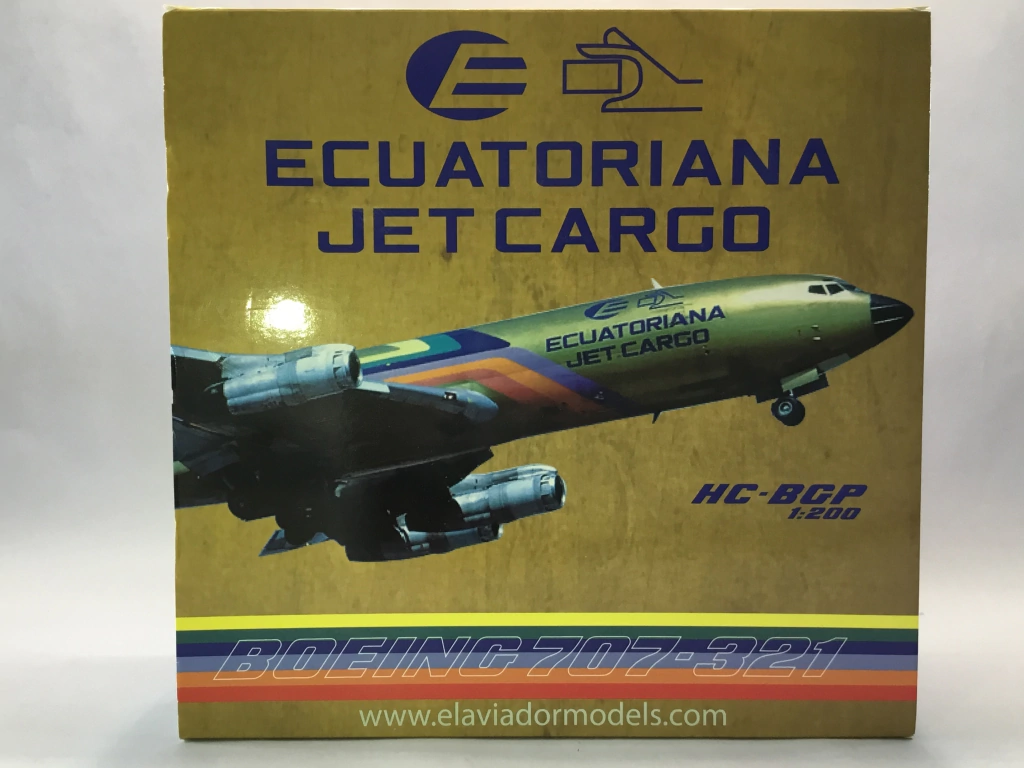 ECUATORIANA
JET CARGO
ECUATORIANA
JET CARGO
HC-BGP
1:200
BOEING 707-321
www.elaviadormodels.com